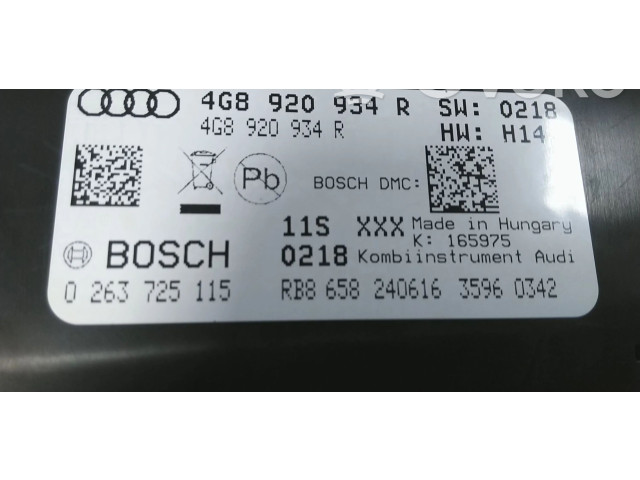 4G8 920 934 R SW: 0218
4G8 920 934 R HW: H14
Pb
BOSCH DMC:
11S XXX Made in Hungary
K: 165975
BOSCH 0218 Kombiinstrument Audi
0 263 725 115 RB8 658 240616 3596 0342